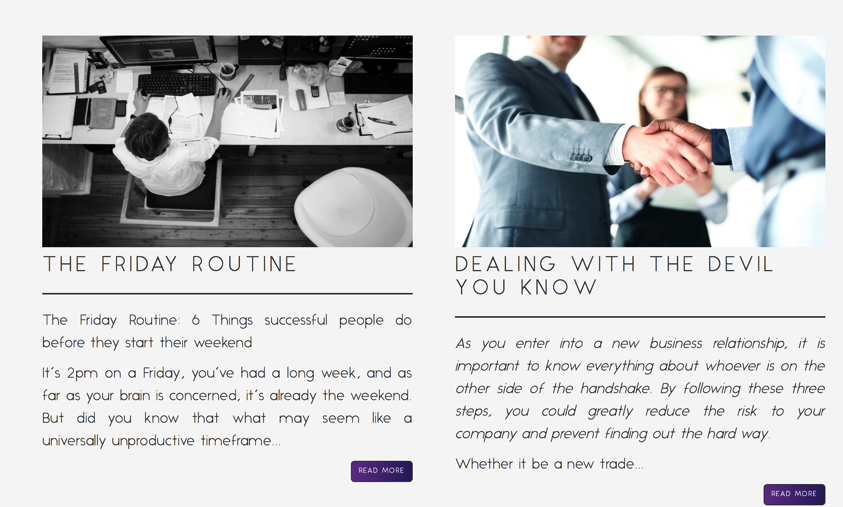 THE FRIDAY ROUTINE
The Friday Routine: 6 Things successful people do
before they start their weekend
It's 2pm on a Friday, you've had a long week, and as
far as your brain is concerned, it's already the weekend.
But did you know that what may seem like a
universally unproductive timeframe...
READ MORE
DEALING WITH THE DEVIL
YOU KNOW
As you enter into a new business relationship, it is
important to know everything about whoever is on the
other side of the handshake. By following these three
steps, you could greatly reduce the risk to your
company and prevent finding out the hard way.
Whether it be a new trade...
READ MORE